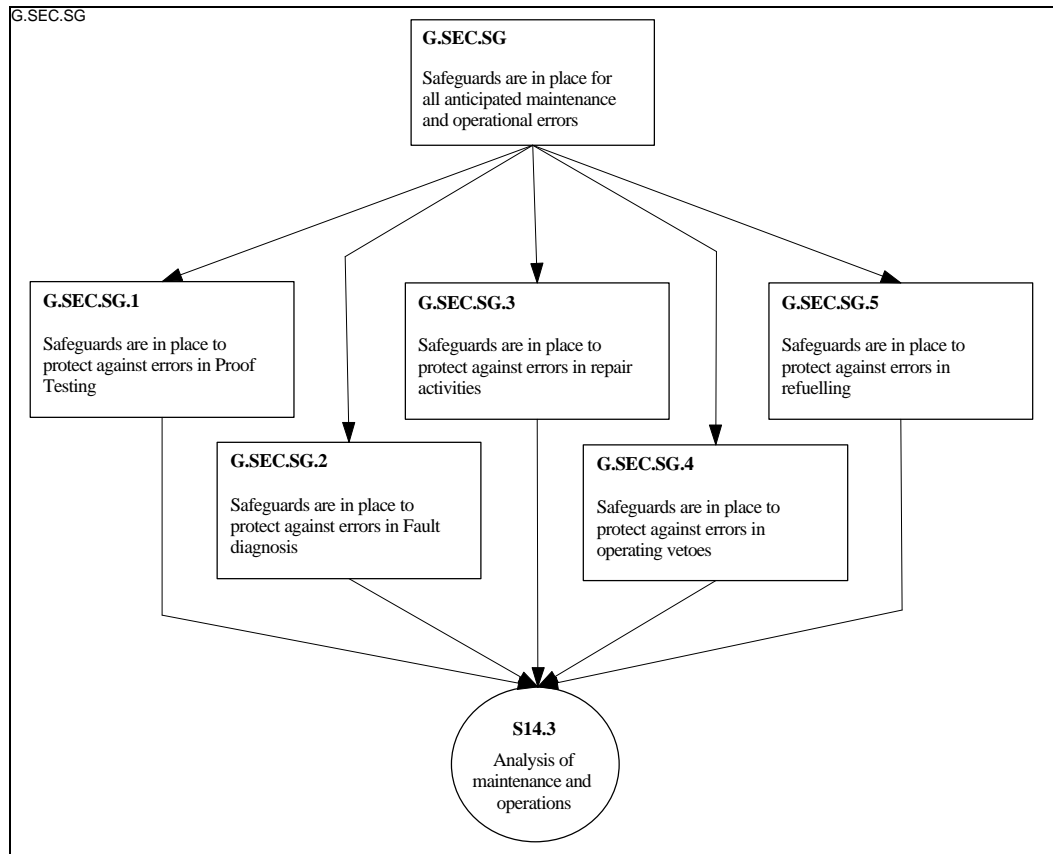 G.SEC.SG
G.SEC.SG
Safeguards are in place for
all anticipated maintenance
and operational errors
G.SEC.SG.1
Safeguards are in place to
protect against errors in Proof
Testing
G.SEC.SG.3
Safeguards are in place to
protect against errors in repair
activities
G.SEC.SG.5
Safeguards are in place to
protect against errors in
refuelling
G.SEC.SG.2
Safeguards are in place to
protect against errors in Fault
diagnosis
G.SEC.SG.4
Safeguards are in place to
protect against errors in
operating vetoes
S14.3
Analysis of
maintenance and
operations